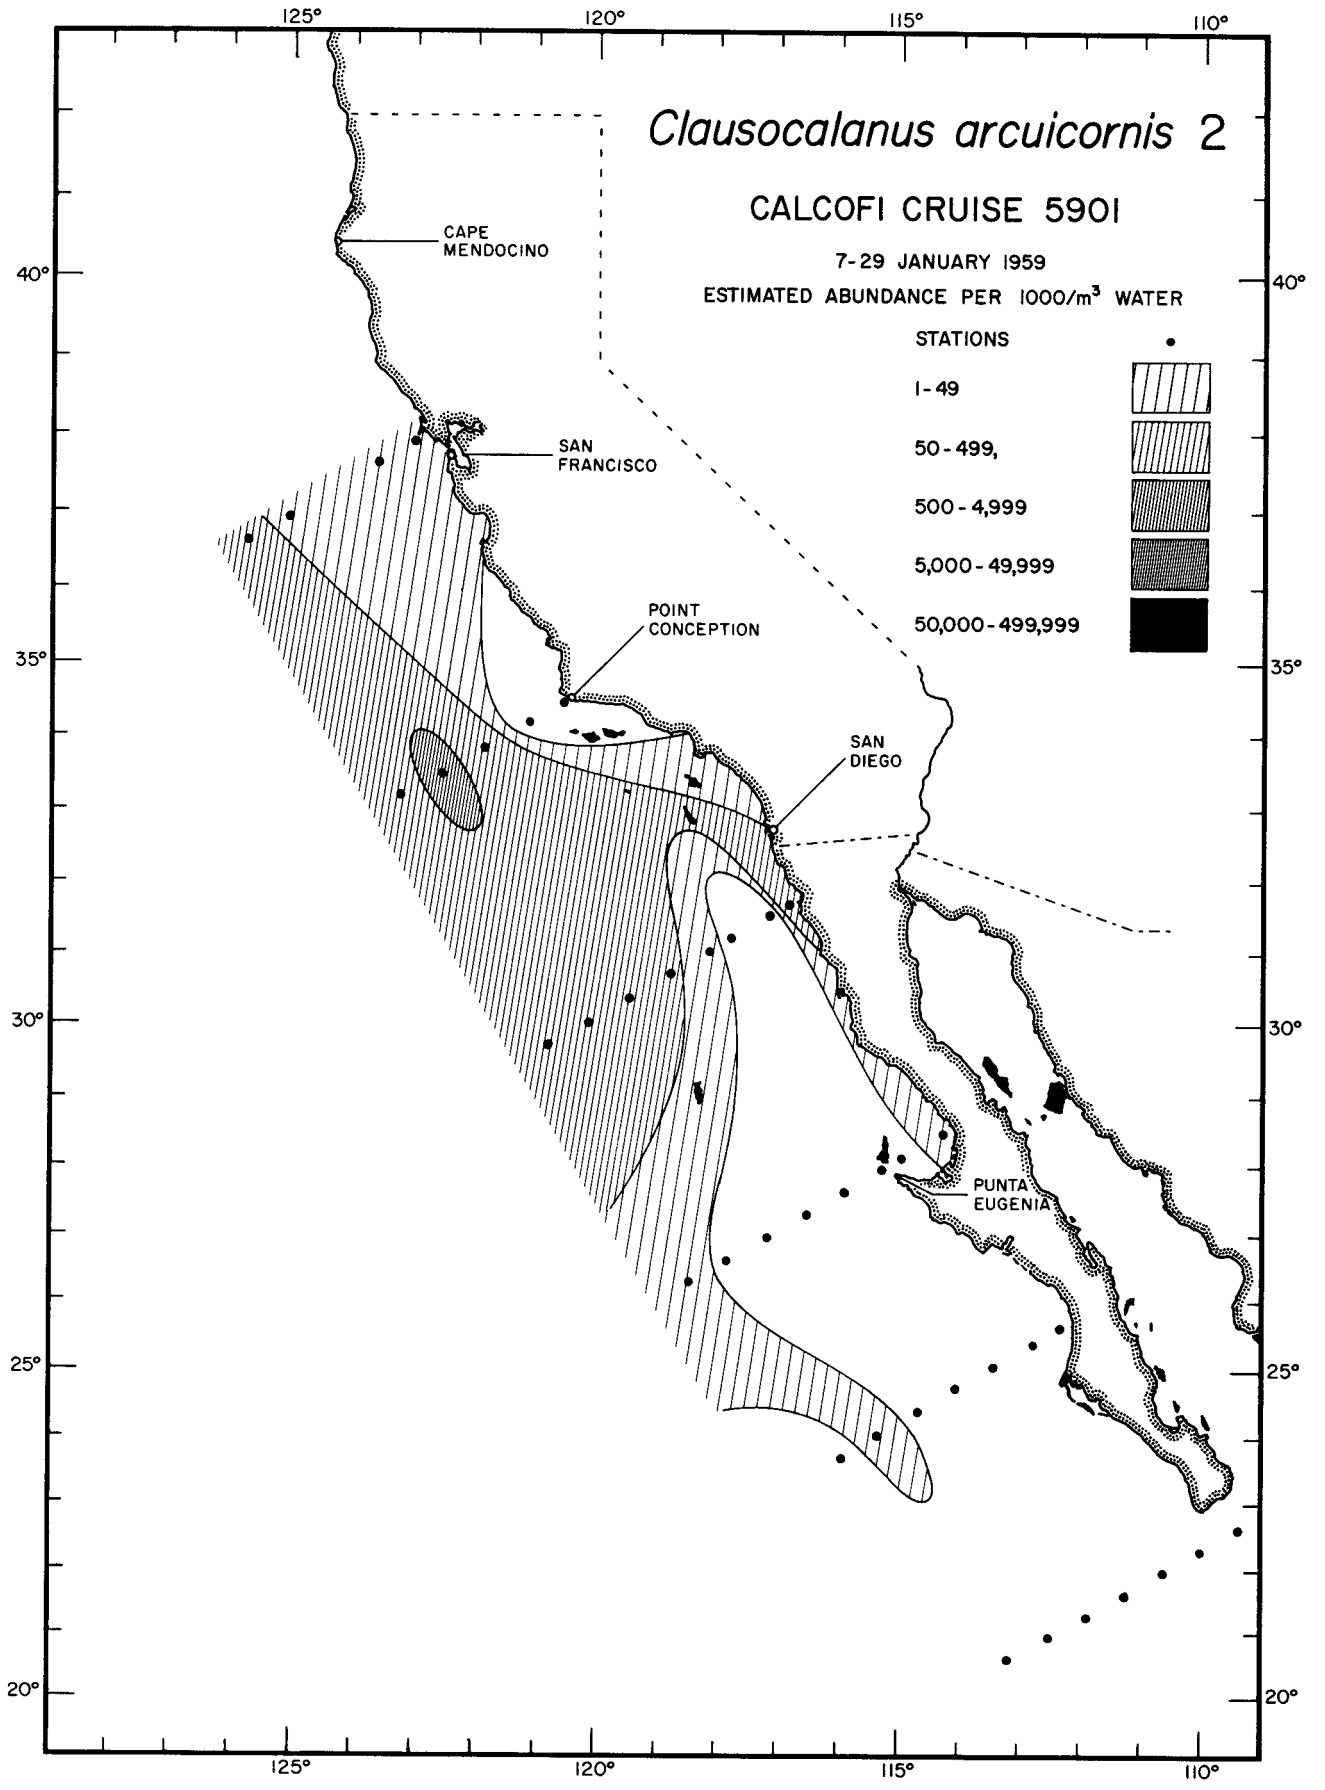 125° 120° 115° 110°
Clausocalanus arcuicornis 2
CALCOFI CRUISE 5901
7-29 JANUARY 1959
ESTIMATED ABUNDANCE PER 1000/m³ WATER
STATIONS
1-49
50-499,
500-4,999
5,000-49,999
50,000-499,999
CAPE
MENDOCINO
40° 40°
SAN
FRANCISCO
POINT
CONCEPTION
35° 35°
SAN
DIEGO
30° 30°
PUNTA
EUGENIA
25° 25°
20° 20°
125° 120° 115° 110°